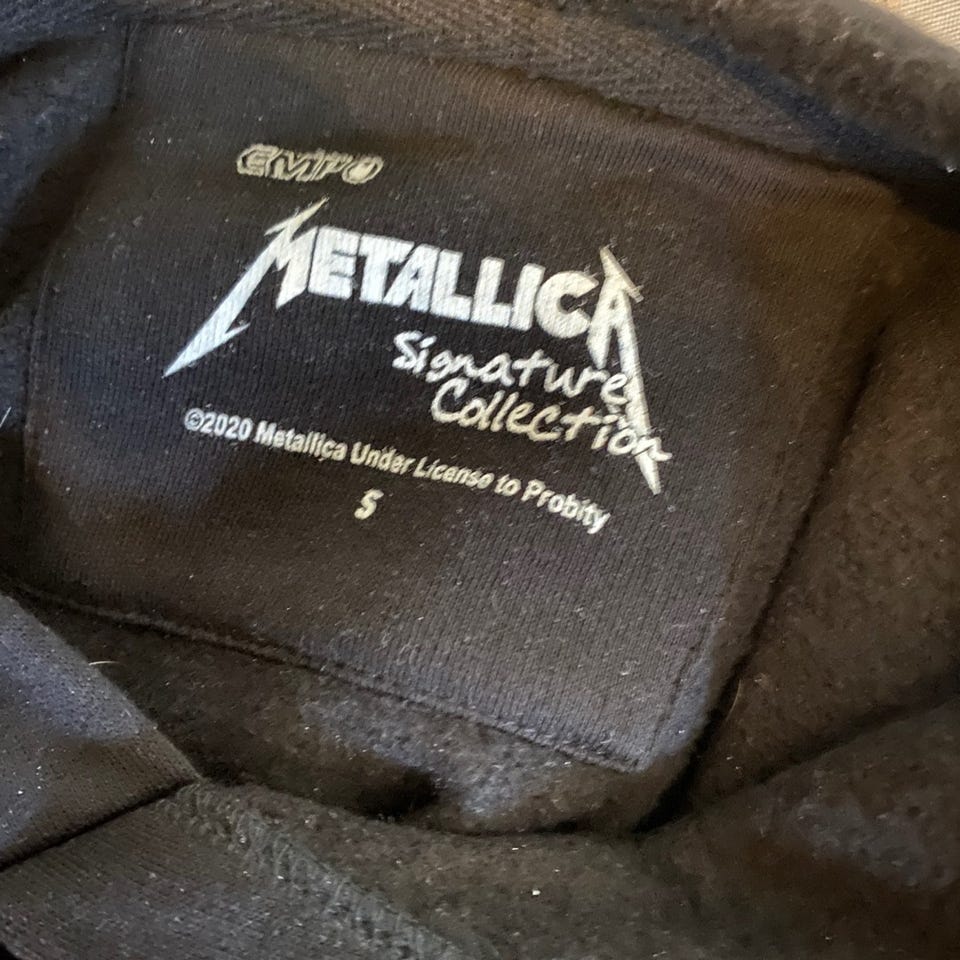 EMP
METALLICA
Signature
Collection
©2020 Metallica Under License to Probity
S